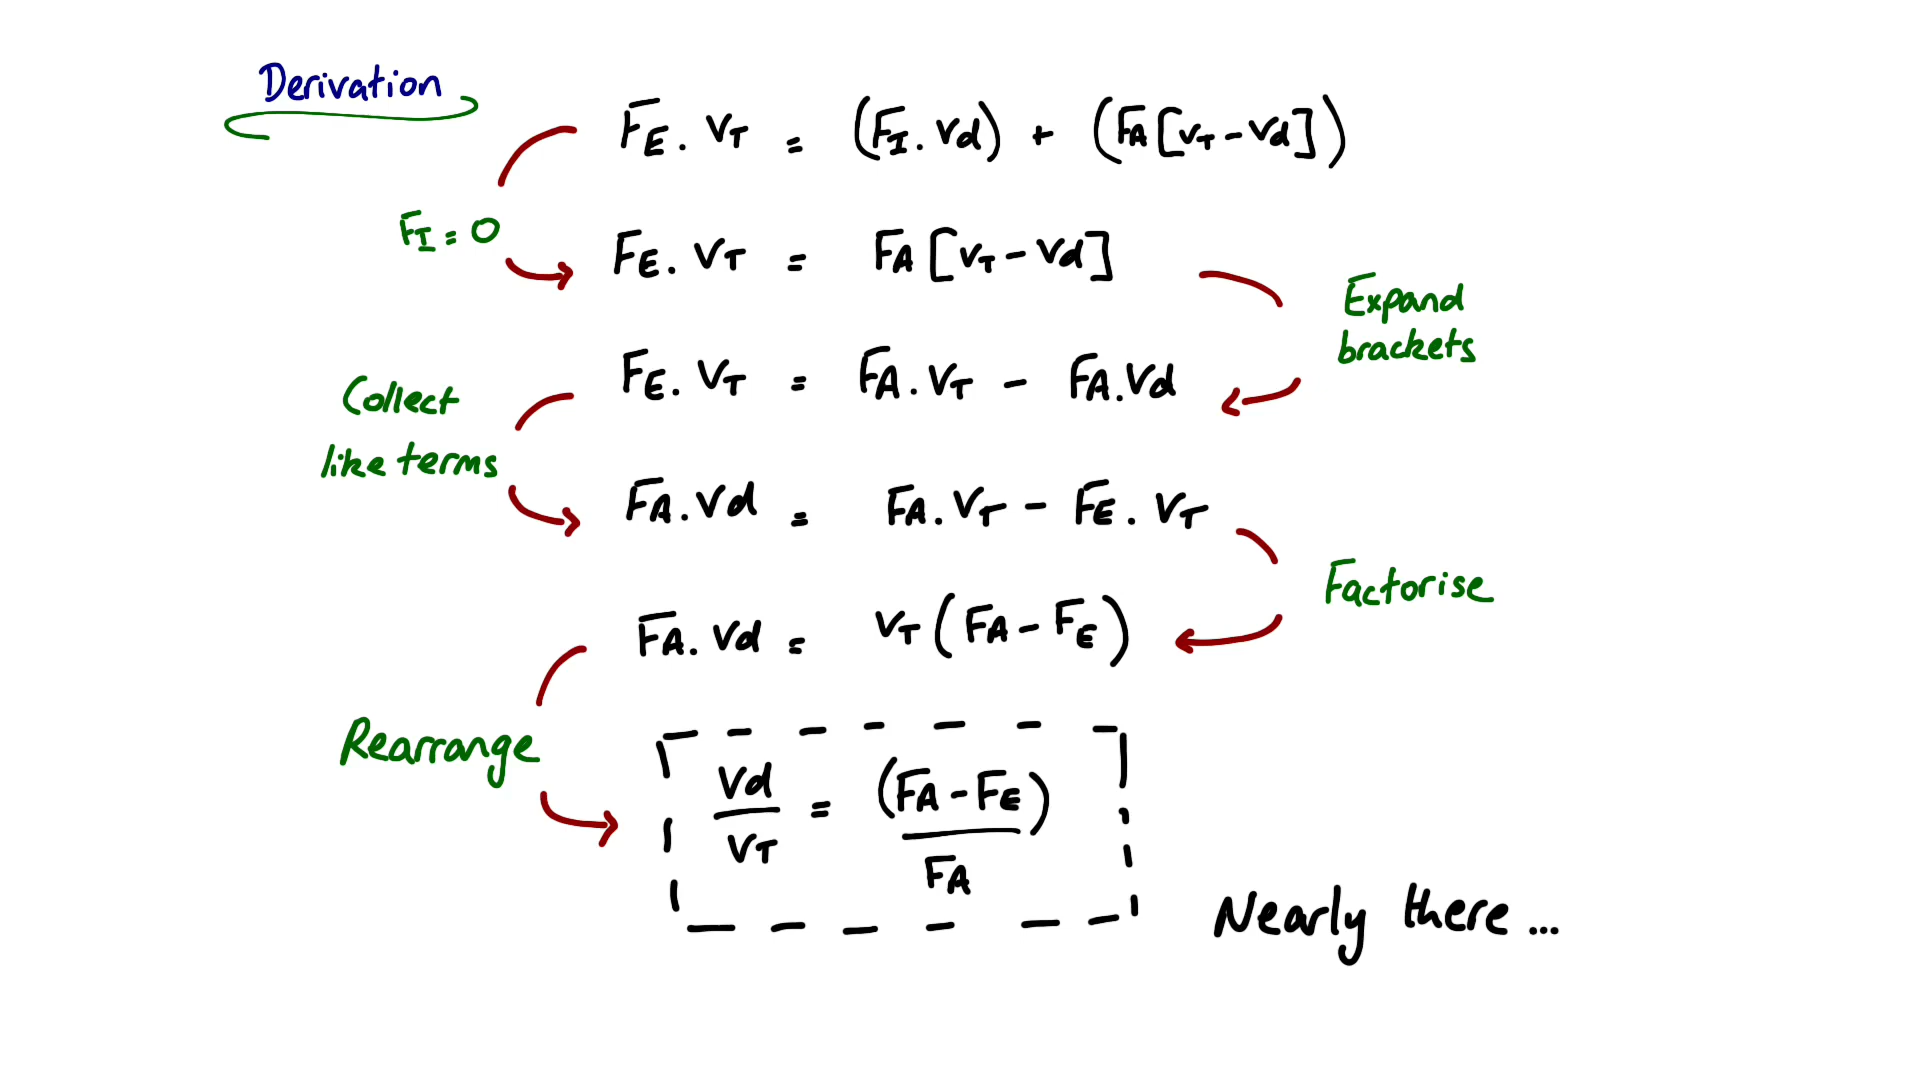 Derivation
FE . VT = (FI . Vd) + (FA [VT - Vd])
FI = 0
FE . VT = FA [VT - Vd]
Expand
brackets
FE . VT = FA . VT - FA . Vd
Collect
like terms
FA . Vd = FA . VT - FE . VT
Factorise
FA . Vd = VT (FA - FE)
Rearrange
Vd
VT
=
(FA - FE)
FA
Nearly there ...